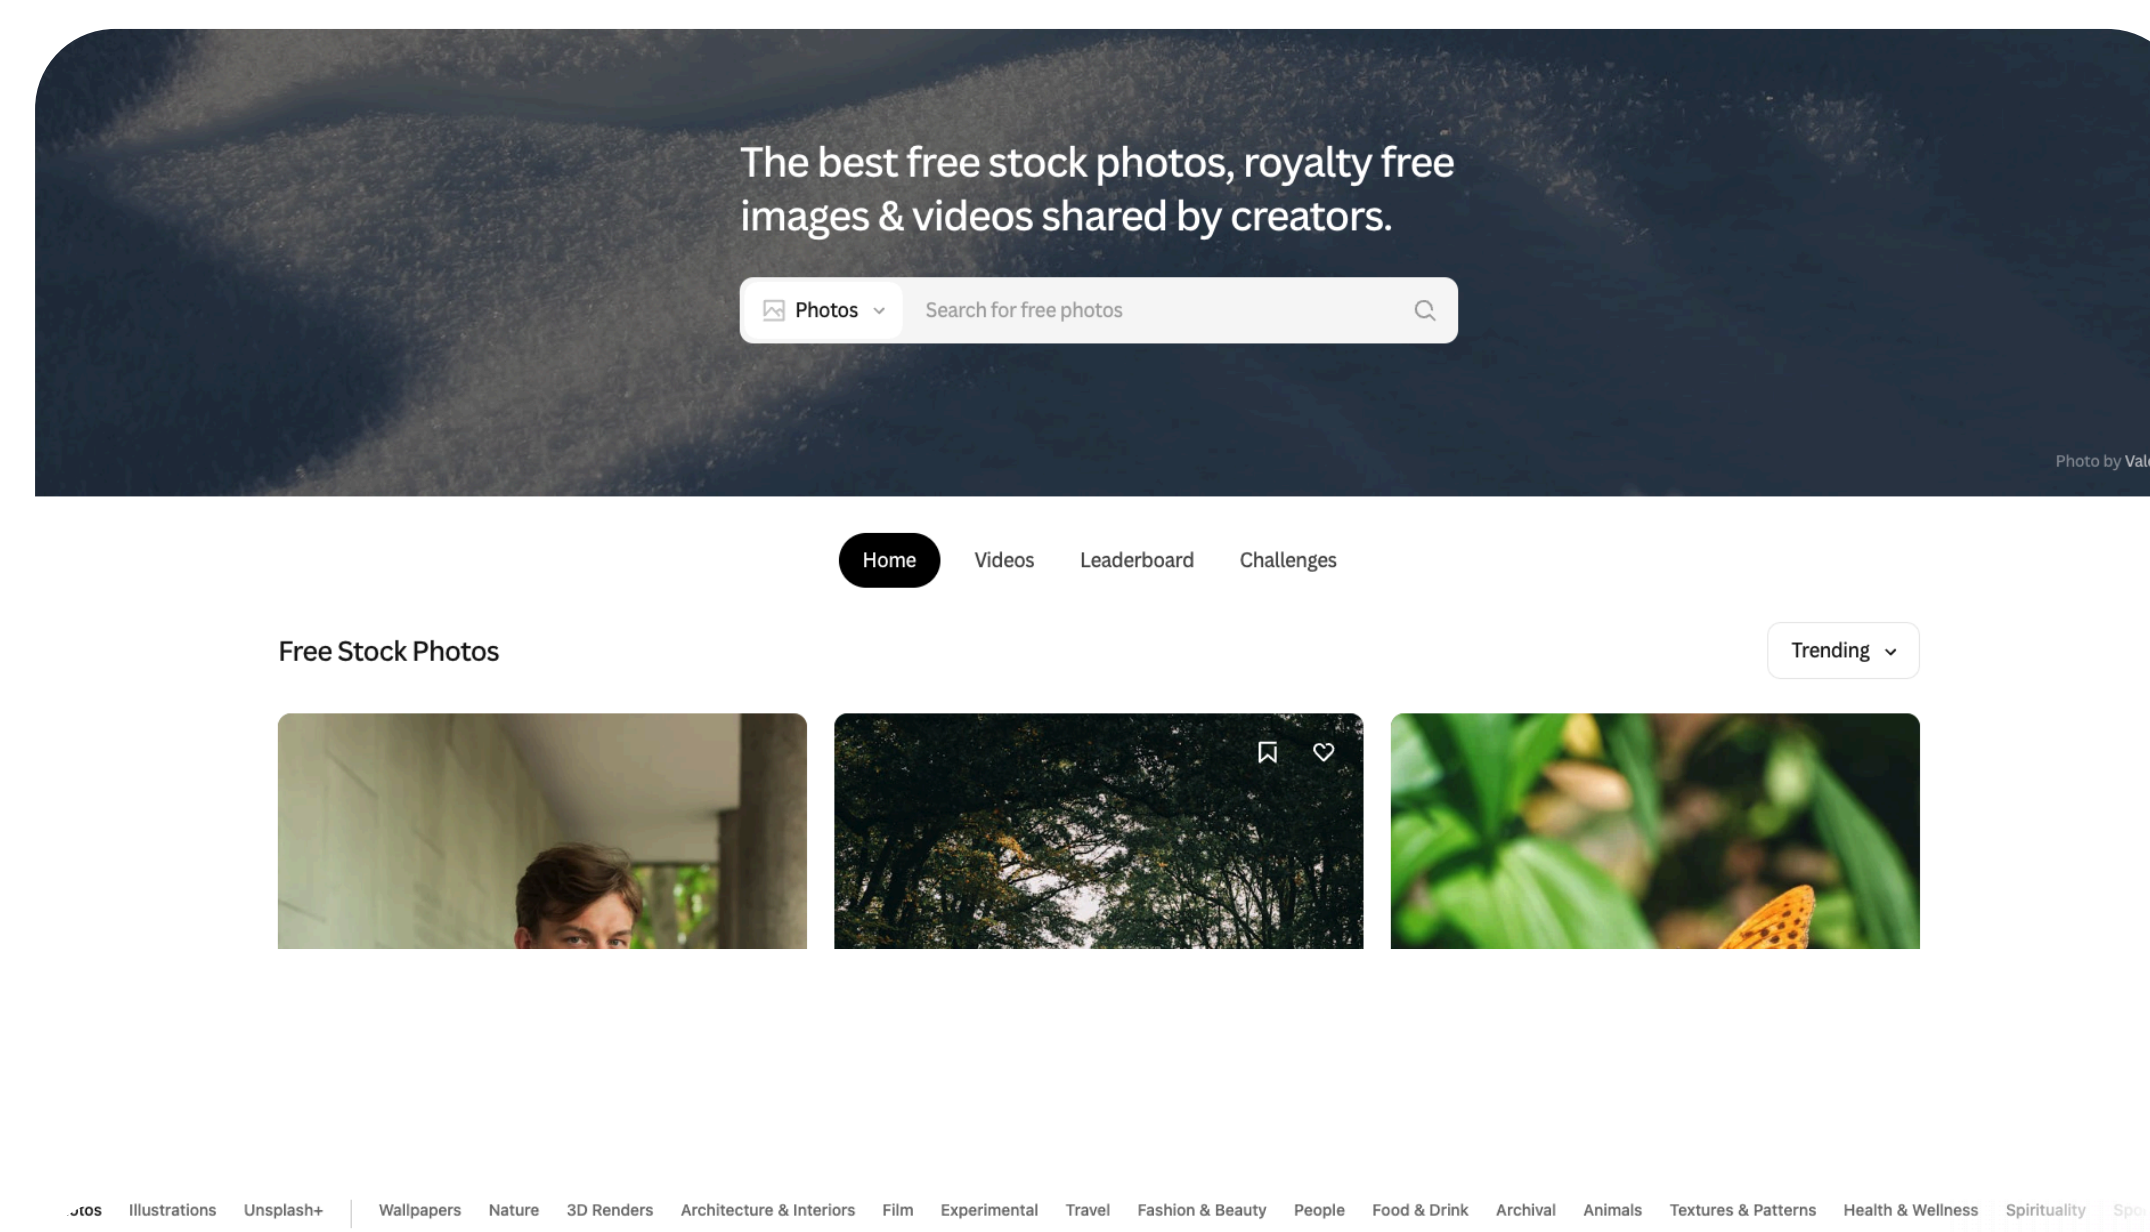 The best free stock photos, royalty free
images & videos shared by creators.
Photos Search for free photos
Photo by
Home Videos Leaderboard Challenges
Free Stock Photos Trending
Illustrations Unsplash+ Wallpapers Nature 3D Renders Architecture & Interiors Film Experimental Travel Fashion & Beauty People Food & Drink Archival Animals Textures & Patterns Health & Wellness Spirituality